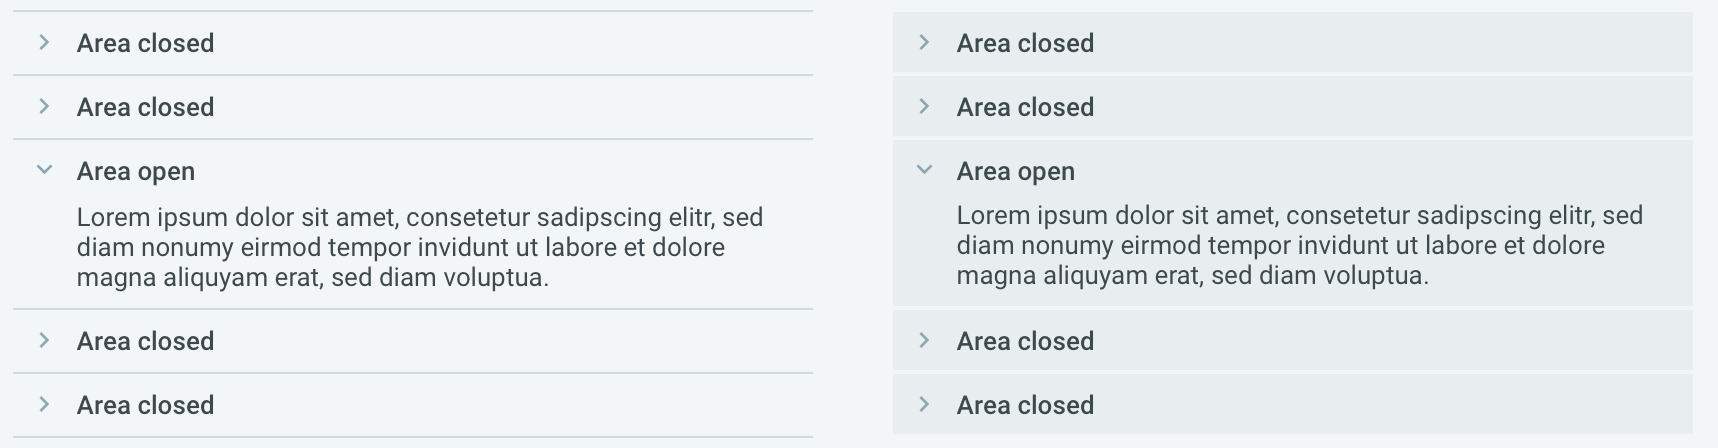 Area closed
Area closed
Area open
Lorem ipsum dolor sit amet, consetetur sadipscing elitr, sed
diam nonumy eirmod tempor invidunt ut labore et dolore
magna aliquyam erat, sed diam voluptua.
Area closed
Area closed
Area closed
Area closed
Area open
Lorem ipsum dolor sit amet, consetetur sadipscing elitr, sed
diam nonumy eirmod tempor invidunt ut labore et dolore
magna aliquyam erat, sed diam voluptua.
Area closed
Area closed